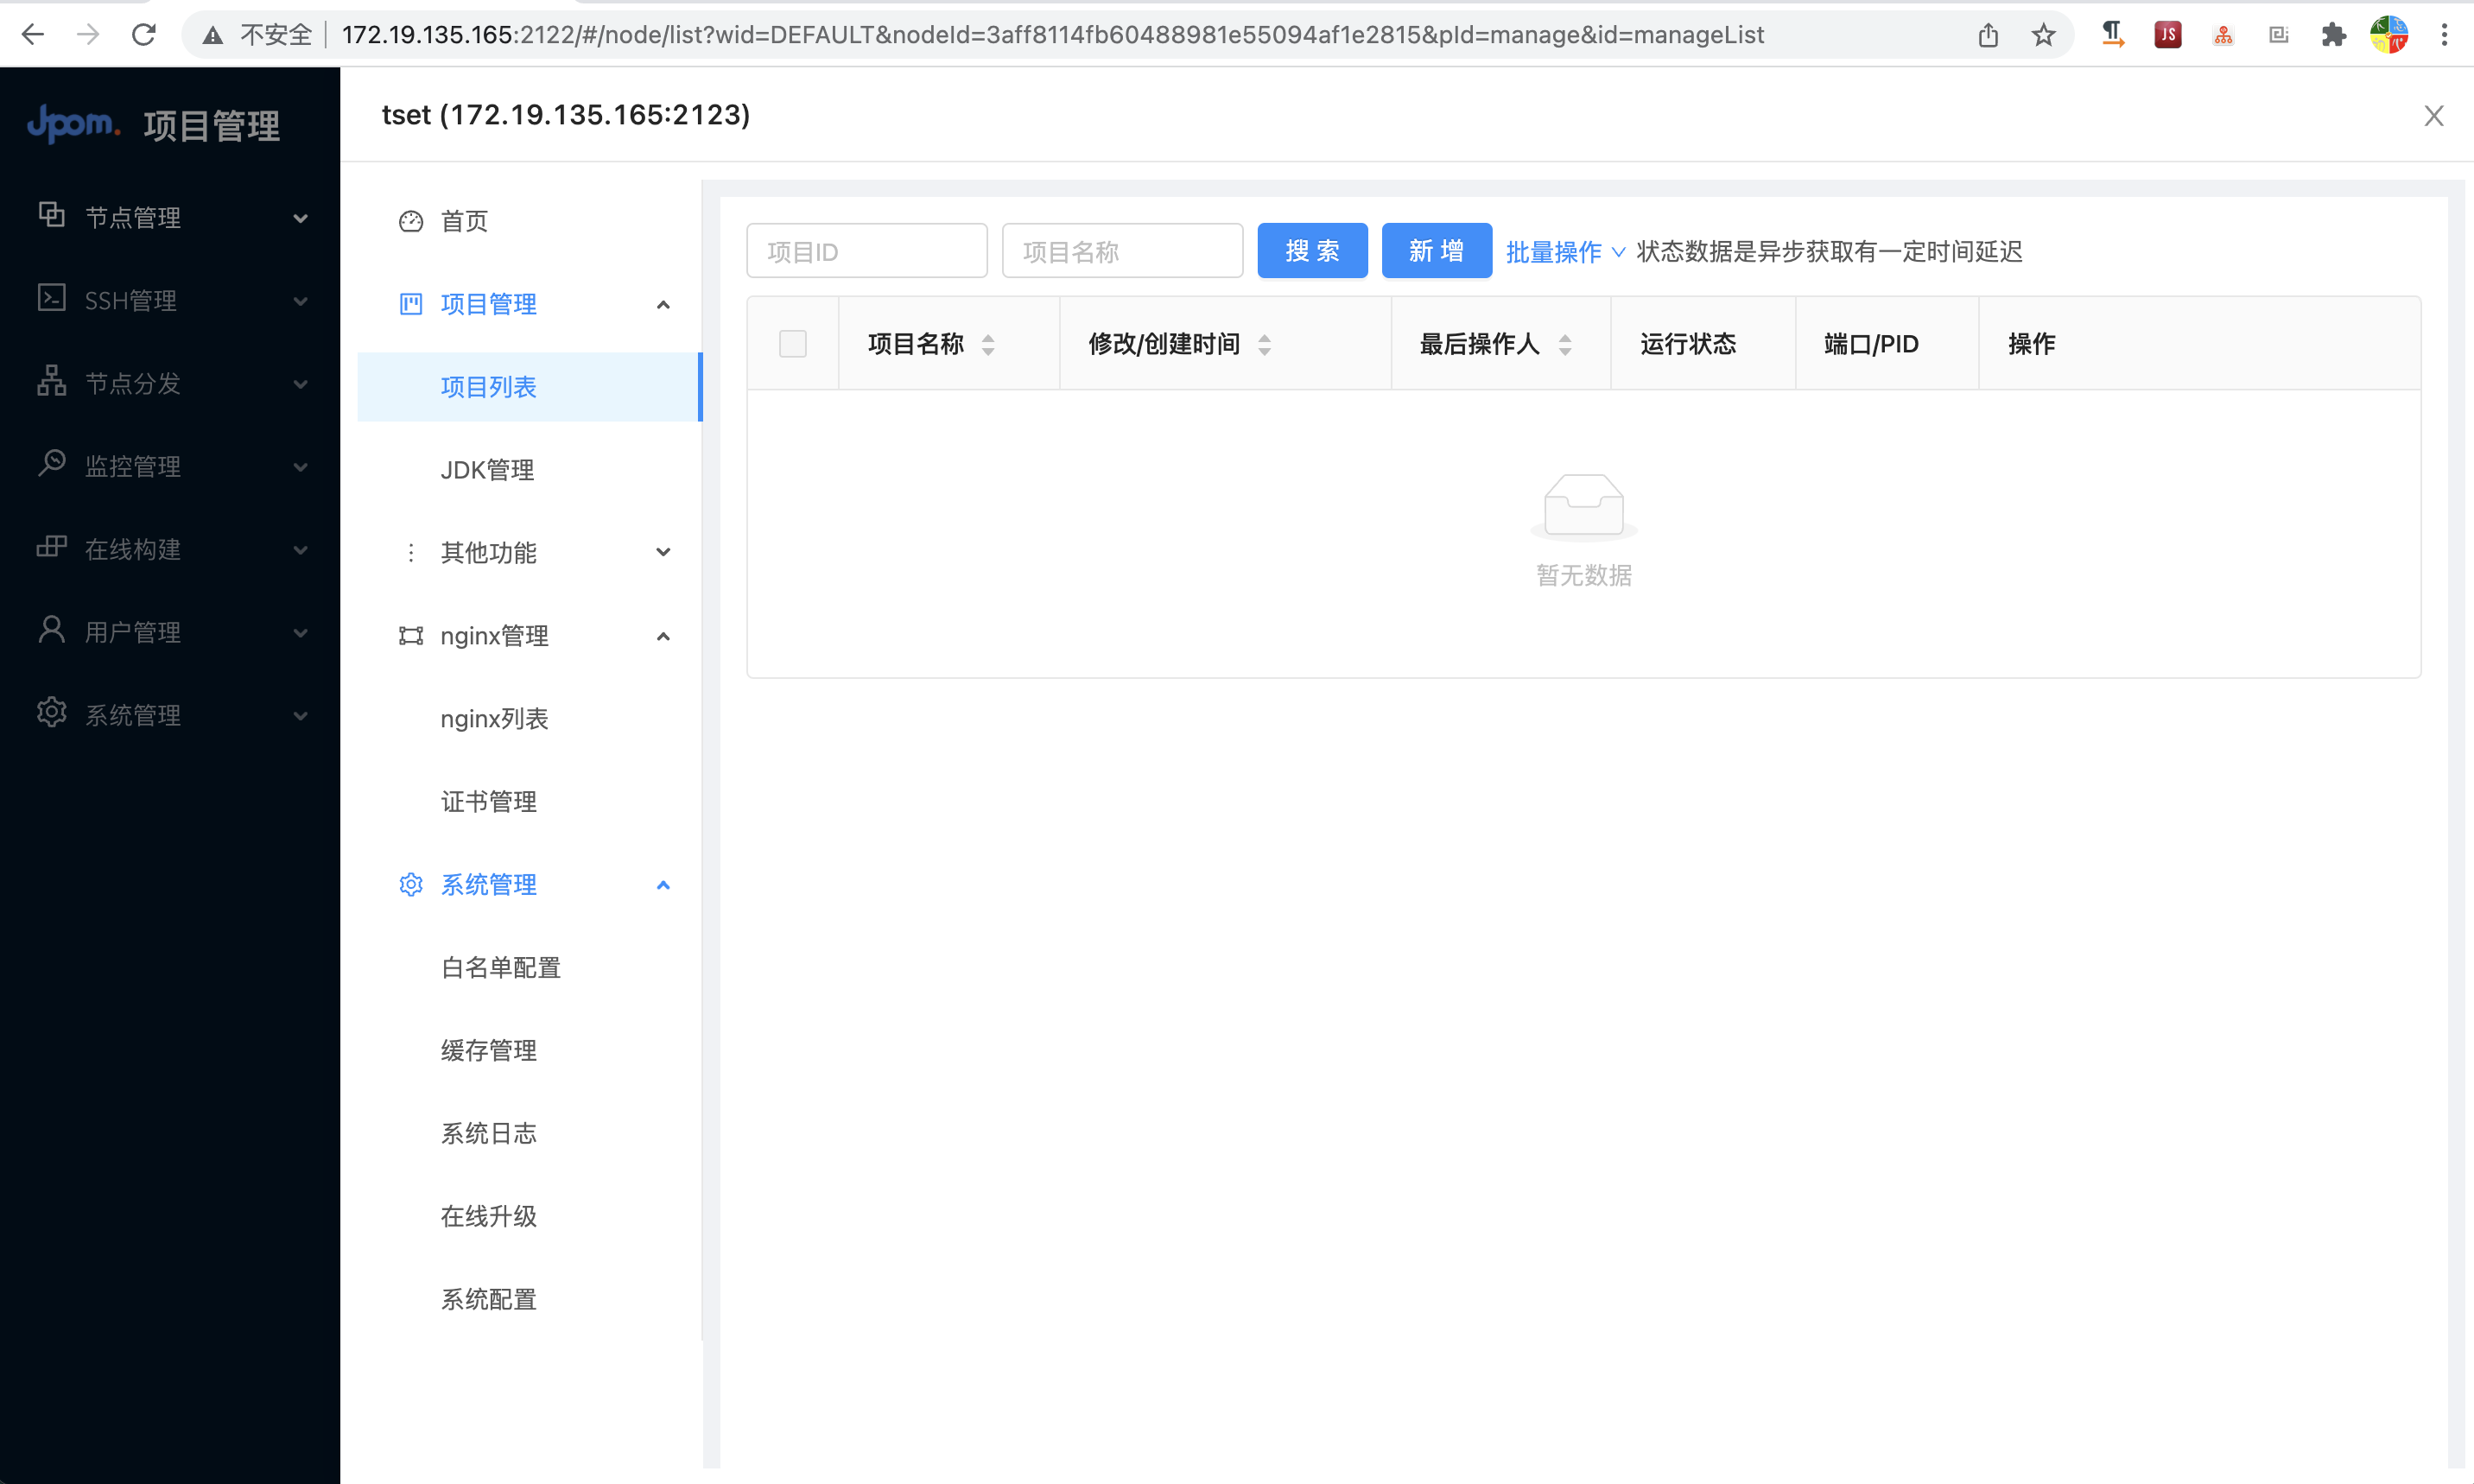 不安全 172.19.135.165:2122/#/node/list?wid=DEFAULT&nodeId=3aff8114fb60488981e55094af1e2815&pId=manage&id=manageList
JS
Jpom. 项目管理
节点管理
SSH管理
节点分发
监控管理
在线构建
用户管理
系统管理
tset (172.19.135.165:2123)
首页
项目管理
项目列表
JDK管理
其他功能
nginx管理
nginx列表
证书管理
系统管理
白名单配置
缓存管理
系统日志
在线升级
系统配置
项目ID 项目名称 搜 索 新 增 批量操作 状态数据是异步获取有一定时间延迟
项目名称 修改/创建时间 最后操作人 运行状态 端口/PID 操作
暂无数据